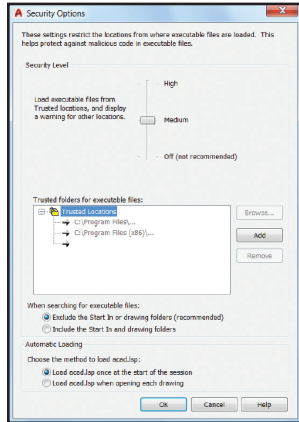 Security Options
These settings restrict the locations from where executable files are loaded. This
helps protect against malicious code in executable files.
Security Level
High
Load executable files from
Trusted locations, and display
a warning for other locations.
Medium
Off (not recommended)
Trusted folders for executable files:
Trusted Locations
C:\Program Files\...
C:\Program Files (x86)\...
Browse...
Add
Remove
When searching for executable files:
Exclude the Start In or drawing folders (recommended)
Include the Start In and drawing folders
Automatic Loading
Choose the method to load acad.lsp:
Load acad.lsp once at the start of the session
Load acad.lsp when opening each drawing
OK
Cancel
Help